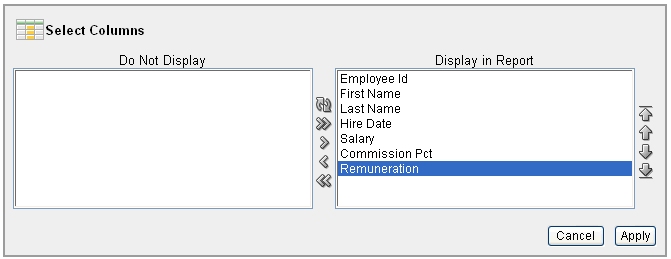 Select Columns
Do Not Display
Display in Report
Employee Id
First Name
Last Name
Hire Date
Salary
Commission Pct
Remuneration
Cancel
Apply